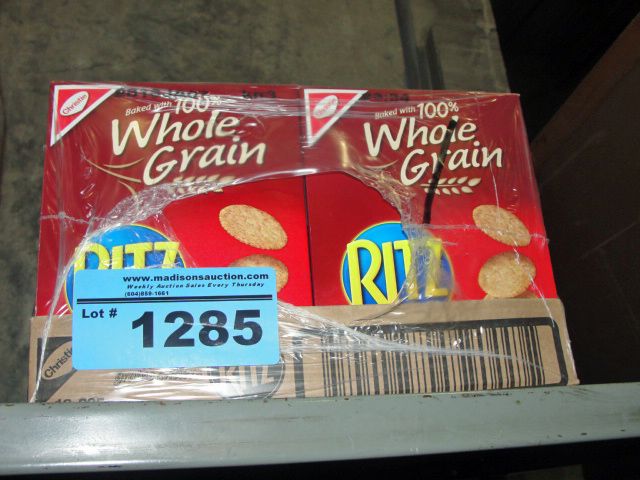 Christie
Baked with 100%
Whole
Grain
RITZ
Baked with 100%
Whole
Grain
RITZ
www.madisonsauction.com
Weekly Auction Sales Every Thursday
(604)859-1661
Lot # 1285
Christie
RITZ